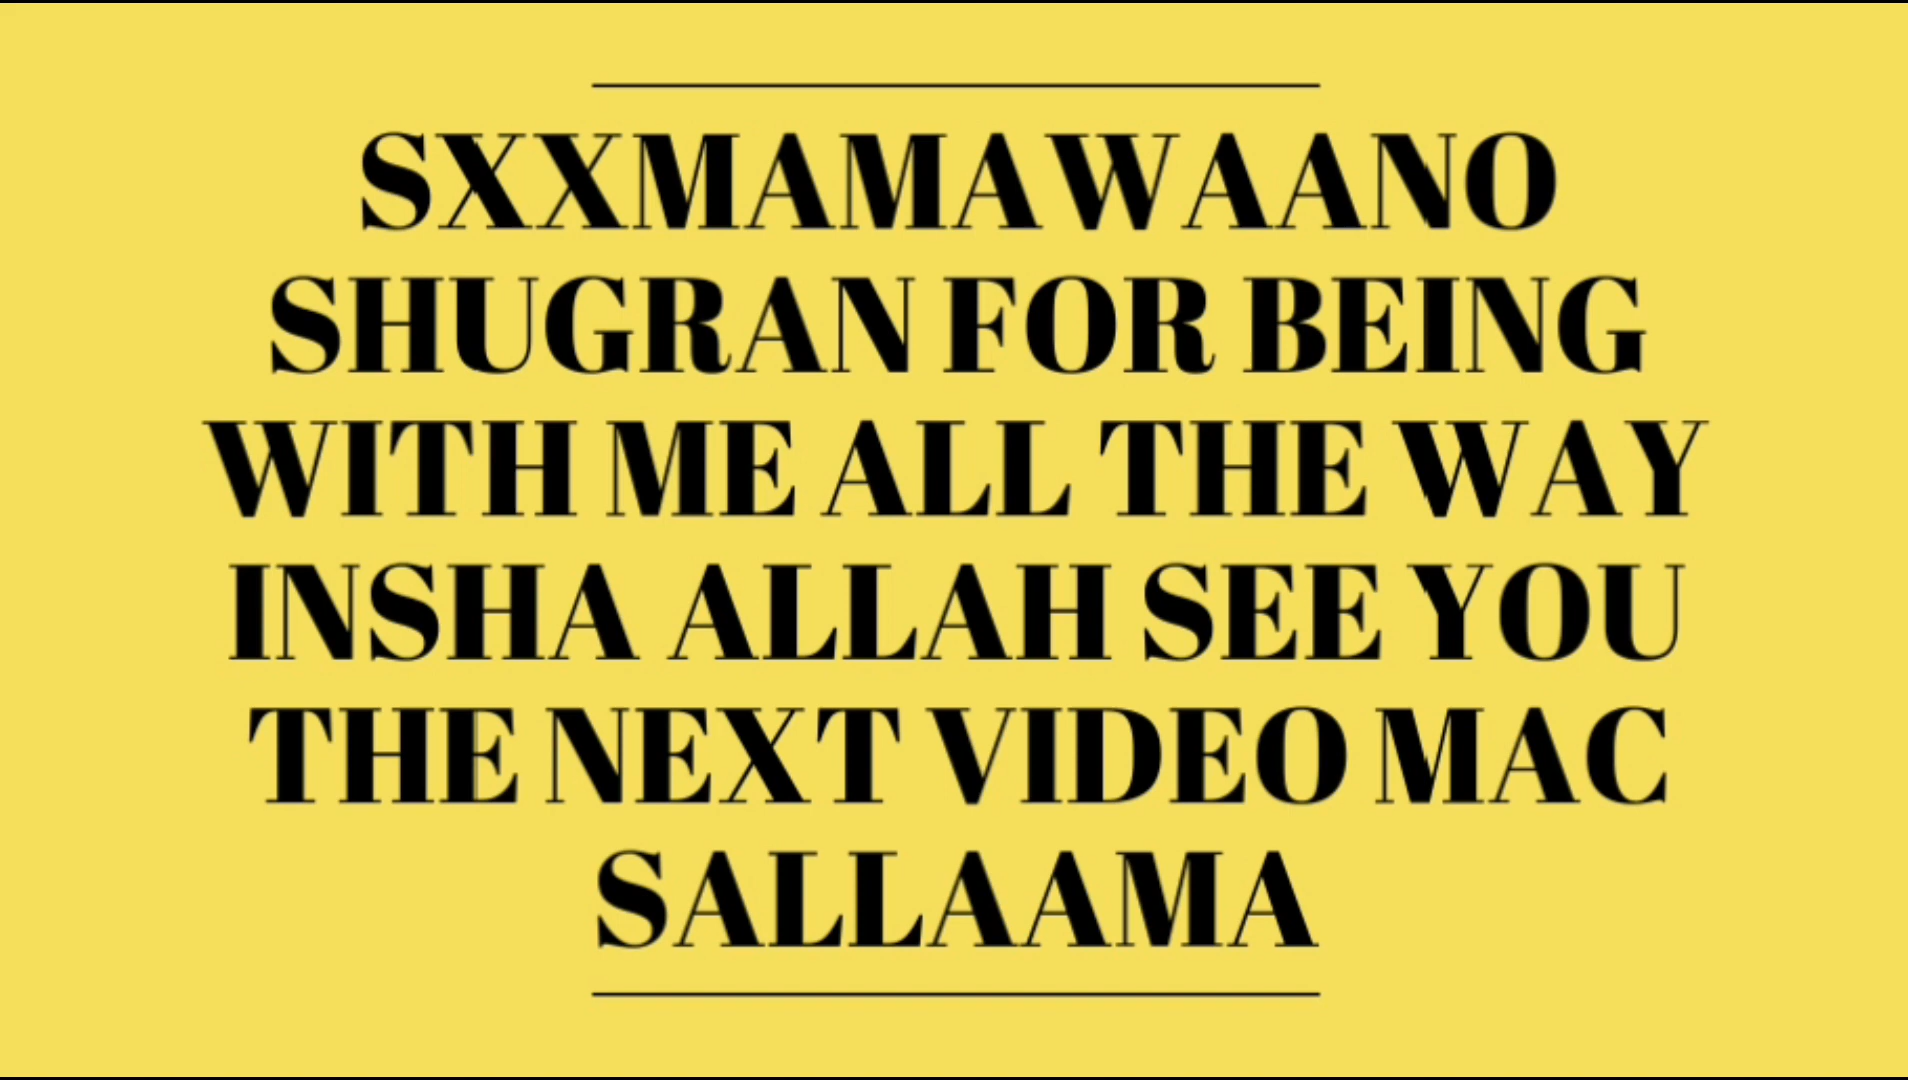 SXXMAMAWAANO
SHUGRAN FOR BEING
WITH ME ALL THE WAY
INSHA ALLAH SEE YOU
THE NEXT VIDEO MAC
SALLAAMA